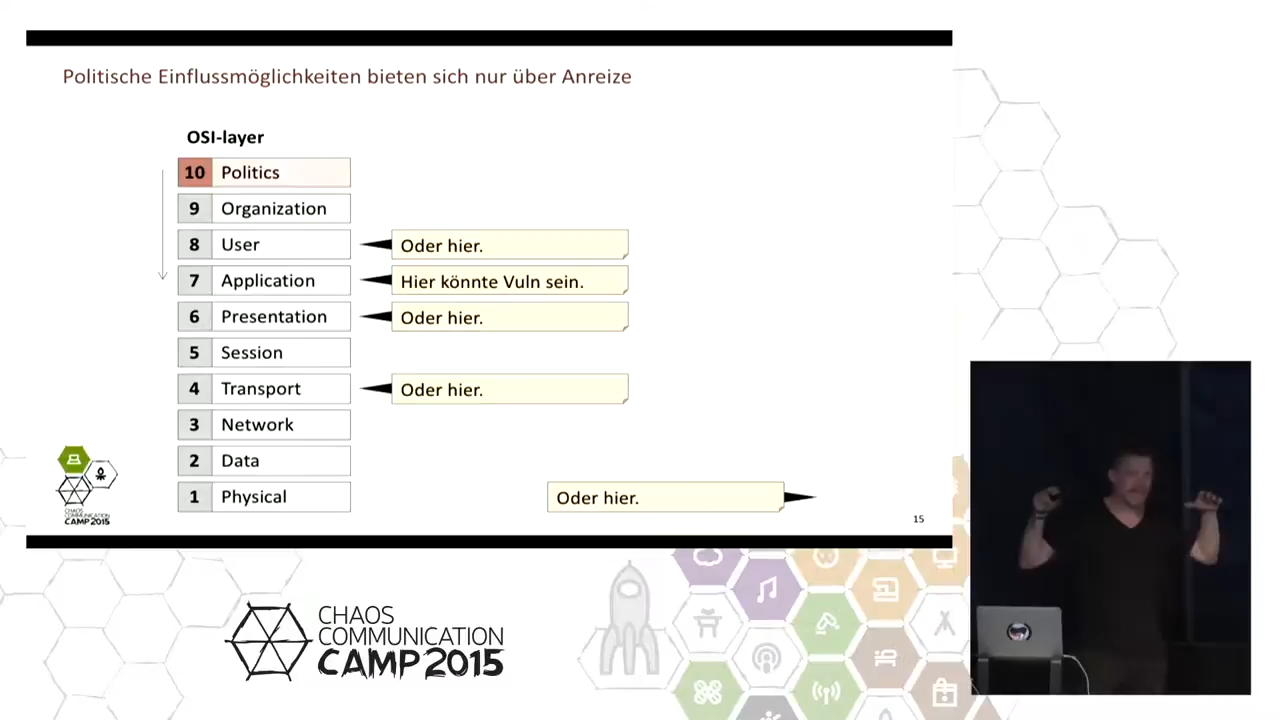 Politische Einflussmöglichkeiten bieten sich nur über Anreize
OSI-layer
10 Politics
9 Organization
8 User Oder hier.
7 Application Hier könnte Vuln sein.
6 Presentation Oder hier.
5 Session
4 Transport Oder hier.
3 Network
2 Data
1 Physical Oder hier.
CHAOS
COMMUNICATION
CAMP 2015
15
CHAOS
COMMUNICATION
CAMP 2015